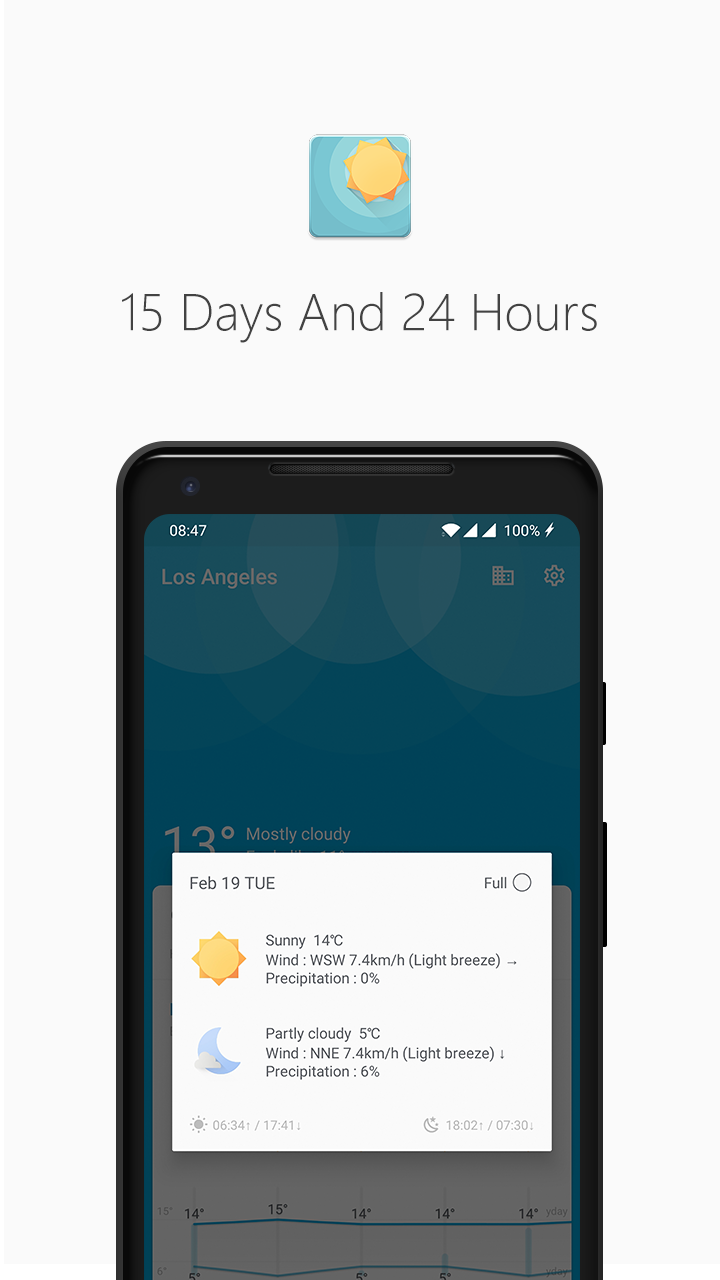 15 Days And 24 Hours
08:47 100%
Los Angeles
13° Mostly cloudy
Feb 19 TUE Full
Sunny 14℃
Wind : WSW 7.4km/h (Light breeze) →
Precipitation : 0%
Partly cloudy 5℃
Wind : NNE 7.4km/h (Light breeze) ↓
Precipitation : 6%
06:34↑ / 17:41↓ 18:02↑ / 07:30↓
15° 14° 15° 14° 14° 14° yday
6° 5° 5° 5° yday